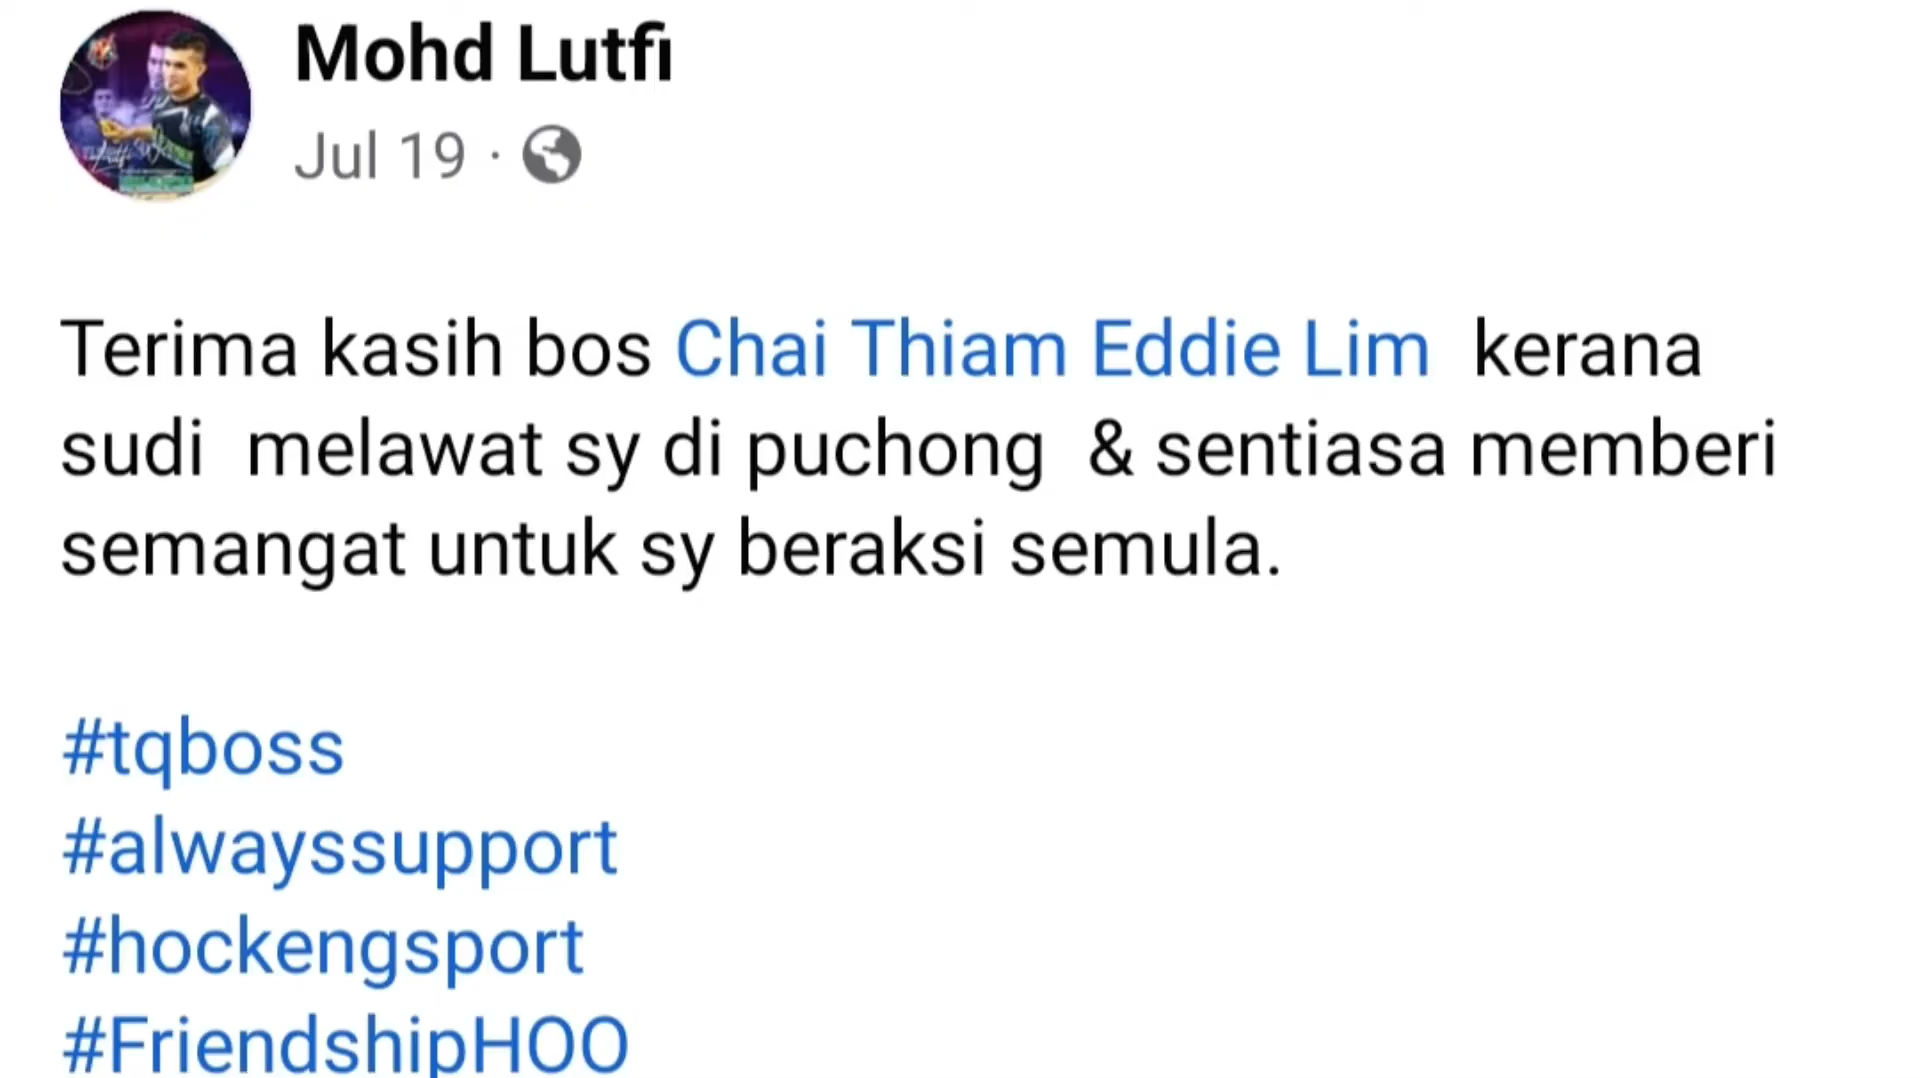 Mohd Lutfi
Jul 19 ·
Terima kasih bos Chai Thiam Eddie Lim kerana
sudi melawat sy di puchong & sentiasa memberi
semangat untuk sy beraksi semula.
#tqboss
#alwayssupport
#hockengsport
#FriendshipHOO